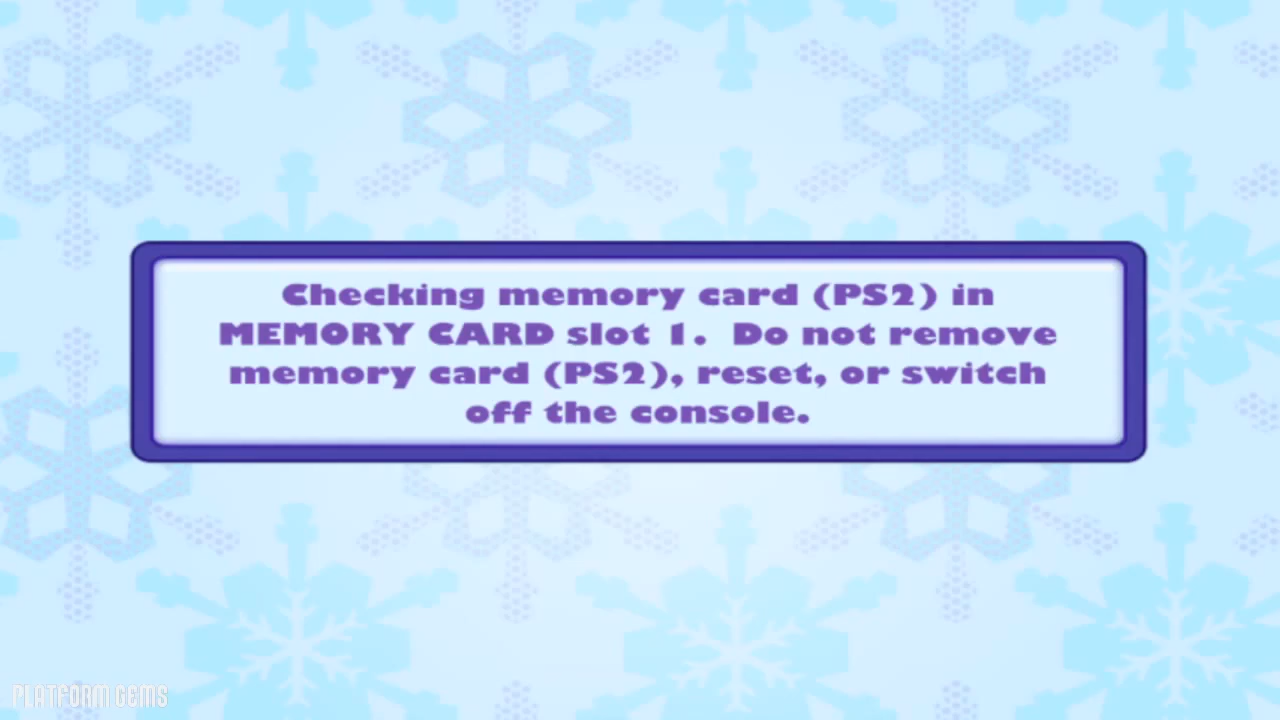 Checking memory card (PS2) in
MEMORY CARD slot 1.  Do not remove
memory card (PS2), reset, or switch
off the console.
PLATFORM GEMS